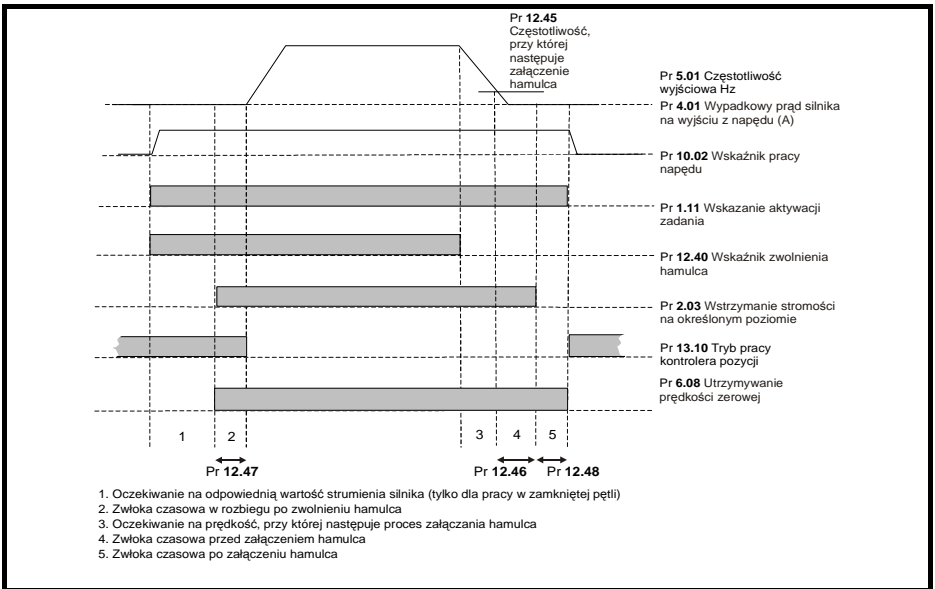 Pr 12.45
Częstotliwość,
przy której
następuje
załączenie
hamulca
Pr 5.01 Częstotliwość
wyjściowa Hz
Pr 4.01 Wypadkowy prąd silnika
na wyjściu z napędu (A)
Pr 10.02 Wskaźnik pracy
napędu
Pr 1.11 Wskazanie aktywacji
zadania
Pr 12.40 Wskaźnik zwolnienia
hamulca
Pr 2.03 Wstrzymanie stromości
na określonym poziomie
Pr 13.10 Tryb pracy
kontrolera pozycji
Pr 6.08 Utrzymywanie
prędkości zerowej
1 2 3 4 5
Pr 12.47 Pr 12.46 Pr 12.48
1. Oczekiwanie na odpowiednią wartość strumienia silnika (tylko dla pracy w zamkniętej pętli)
2. Zwłoka czasowa w rozbiegu po zwolnieniu hamulca
3. Oczekiwanie na prędkość, przy której następuje proces załączania hamulca
4. Zwłoka czasowa przed załączeniem hamulca
5. Zwłoka czasowa po załączeniu hamulca